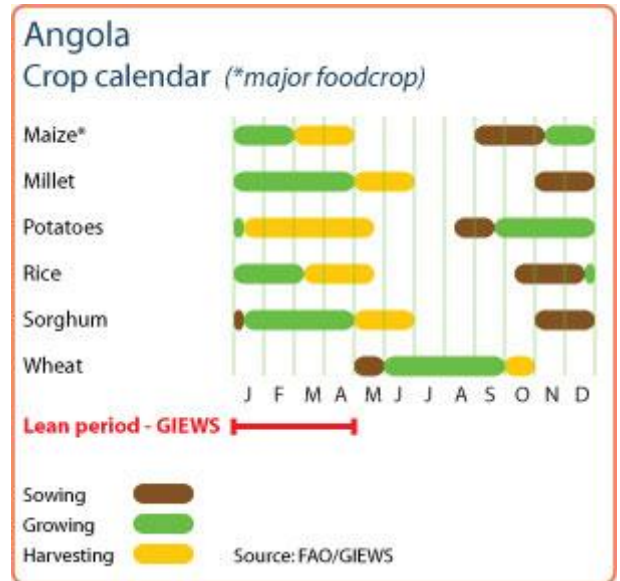 Angola
Crop calendar (*major foodcrop)
Maize*
Millet
Potatoes
Rice
Sorghum
Wheat
J F M A M J J A S O N D
Lean period - GIEWS
Sowing
Growing
Harvesting Source: FAO/GIEWS